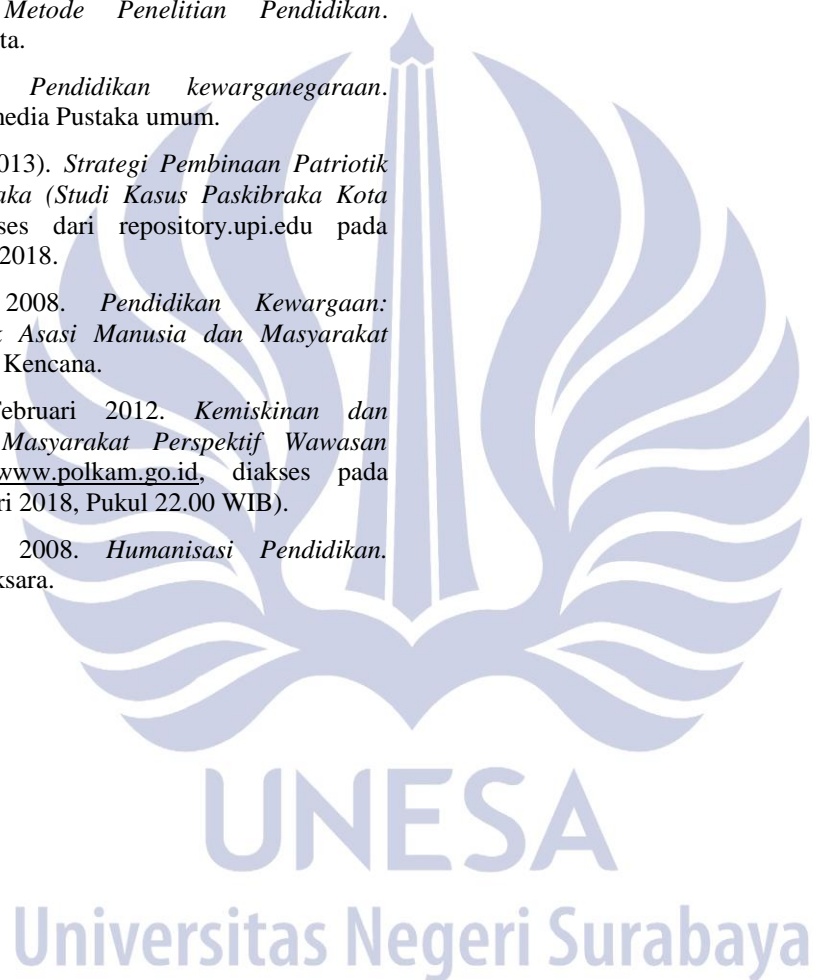 Metode Penelitian Pendidikan.
ta.
Pendidikan kewarganegaraan.
media Pustaka umum.
013). Strategi Pembinaan Patriotik
aka (Studi Kasus Paskibraka Kota
ses dari repository.upi.edu pada
2018.
2008. Pendidikan Kewargaan:
k Asasi Manusia dan Masyarakat
Kencana.
ebruari 2012. Kemiskinan dan
Masyarakat Perspektif Wawasan
www.polkam.go.id, diakses pada
ri 2018, Pukul 22.00 WIB).
2008. Humanisasi Pendidikan.
ksara.
UNESA
Universitas Negeri Surabaya